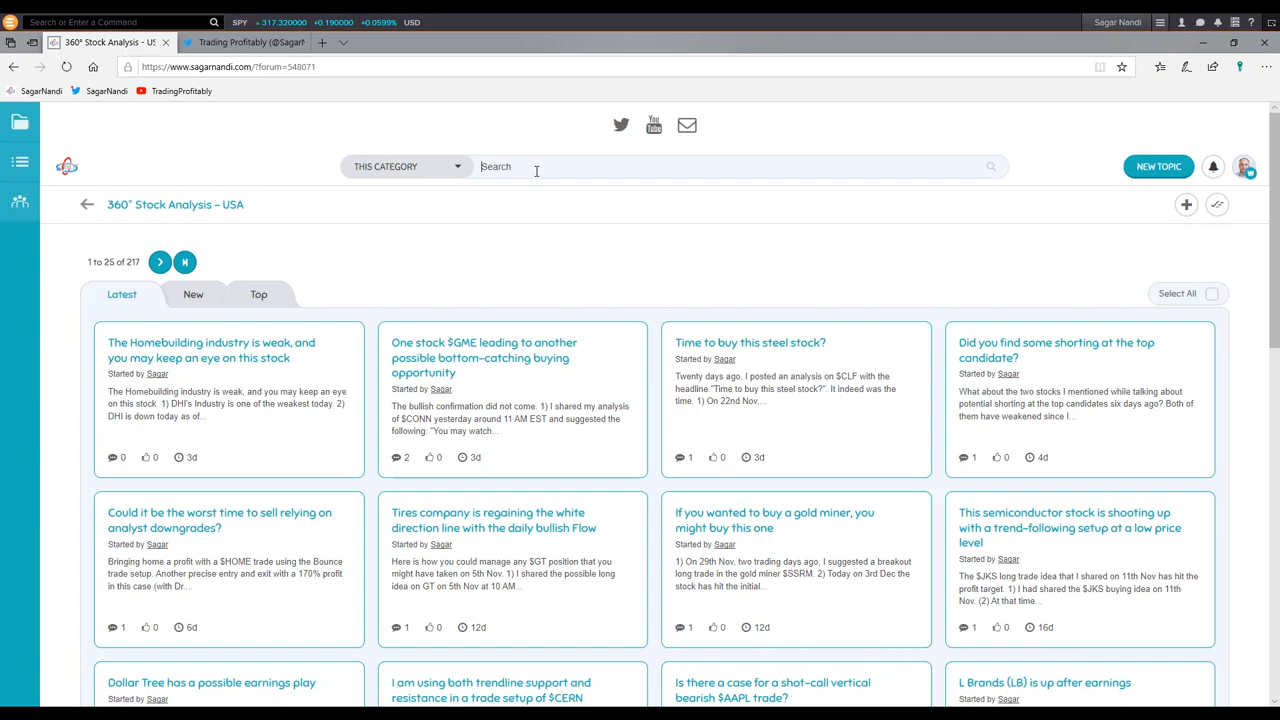 Search or Enter a Command
SPY
317.320000
+0.190000
+0.0599%
USD
Sagar Nandi
360° Stock Analysis - US
Trading Profitably (@SagarN
https://www.sagarnandi.com/?forum=548071
SagarNandi
SagarNandi
TradingProfitably
You
Tube
THIS CATEGORY
Search
NEW TOPIC
360° Stock Analysis – USA
1 to 25 of 217
Latest
New
Top
Select All
The Homebuilding industry is weak, and
you may keep an eye on this stock
Started by Sagar
The Homebuilding industry is weak, and you may keep an eye
on this stock. 1) DHI's Industry is one of the weakest today. 2)
DHI is down today as of...
0
0
3d
One stock $GME leading to another
possible bottom-catching buying
opportunity
Started by Sagar
The bullish confirmation did not come. 1) I shared my analysis
of $CONN yesterday around 11 AM EST and suggested the
following. "You may watch...
2
0
3d
Time to buy this steel stock?
Started by Sagar
Twenty days ago, I posted an analysis on $CLF with the
headline "Time to buy this steel stock?". It indeed was the
time. 1) On 22nd Nov,...
1
0
3d
Did you find some shorting at the top
candidate?
Started by Sagar
What about the two stocks I mentioned while talking about
potential shorting at the top candidates six days ago? Both of
them have weakened since I...
1
0
4d
Could it be the worst time to sell relying on
analyst downgrades?
Started by Sagar
Bringing home a profit with a $HOME trade using the Bounce
trade setup. Another precise entry and exit with a 170% profit
in this case (with Dr....
1
0
6d
Tires company is regaining the white
direction line with the daily bullish Flow
Started by Sagar
Here is how you could manage any $GT position that you
might have taken on 5th Nov. 1) I shared the possible long
idea on GT on 5th Nov at 10 AM...
1
0
12d
If you wanted to buy a gold miner, you
might buy this one
Started by Sagar
1) On 29th Nov, two trading days ago, I suggested a breakout
long trade in the gold miner $SSRM. 2) Today on 3rd Dec the
stock has hit the initial...
1
0
12d
This semiconductor stock is shooting up
with a trend-following setup at a low price
level
Started by Sagar
The $JKS long trade idea that I shared on 11th Nov has hit the
profit target. 1) I had shared the $JKS buying idea on 11th
Nov. (2) At that time...
1
0
16d
Dollar Tree has a possible earnings play
Started by Sagar
I am using both trendline support and
resistance in a trade setup of $CERN
Is there a case for a shot-call vertical
bearish $AAPL trade?
L Brands (LB) is up after earnings
Started by Sagar